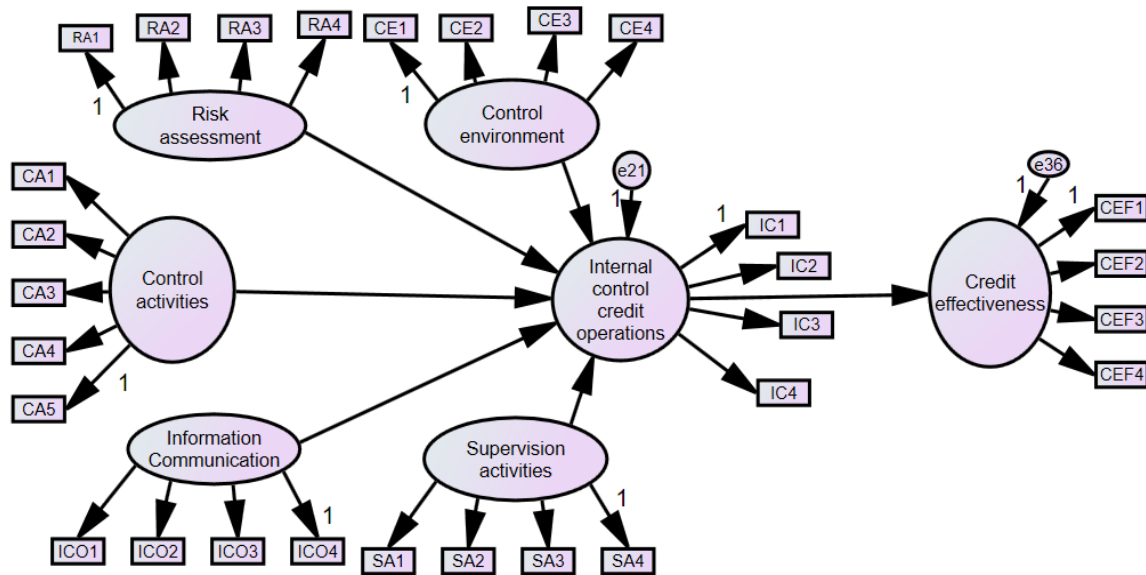 RA1
RA2
RA3
RA4
1
Risk
assessment
CE1
CE2
CE3
CE4
1
Control
environment
e21
1
e36
1
CA1
CA2
CA3
CA4
CA5
1
Control
activities
Internal
control
credit
operations
1
IC1
IC2
IC3
IC4
Credit
effectiveness
1
CEF1
CEF2
CEF3
CEF4
Information
Communication
1
ICO1
ICO2
ICO3
ICO4
Supervision
activities
1
SA1
SA2
SA3
SA4